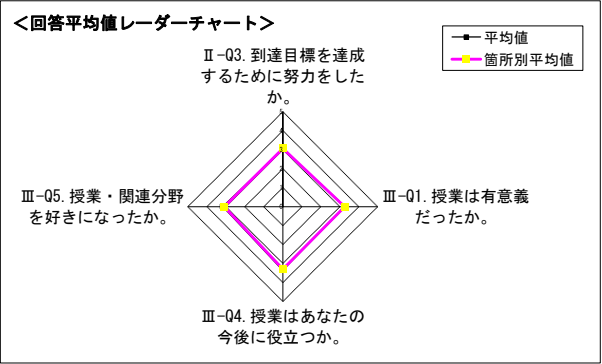 ＜回答平均値レーダーチャート＞
平均値
箇所別平均値
Ⅱ-Q3.到達目標を達成
するために努力をした
か。
Ⅲ-Q5.授業・関連分野
を好きになったか。
Ⅲ-Q1.授業は有意義
だったか。
Ⅲ-Q4.授業はあなたの
今後に役立つか。